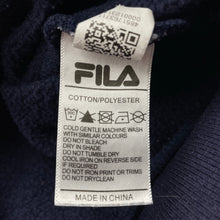 FILA
COTTON/POLYESTER
COLD GENTLE MACHINE WASH
WITH SIMILAR COLOURS
DO NOT BLEACH
DRY IN SHADE
DO NOT TUMBLE DRY
COOL IRON ON REVERSE SIDE
IF REQUIRED
DO NOT IRON PRINT OR TRIMS
DO NOT DRYCLEAN
MADE IN CHINA